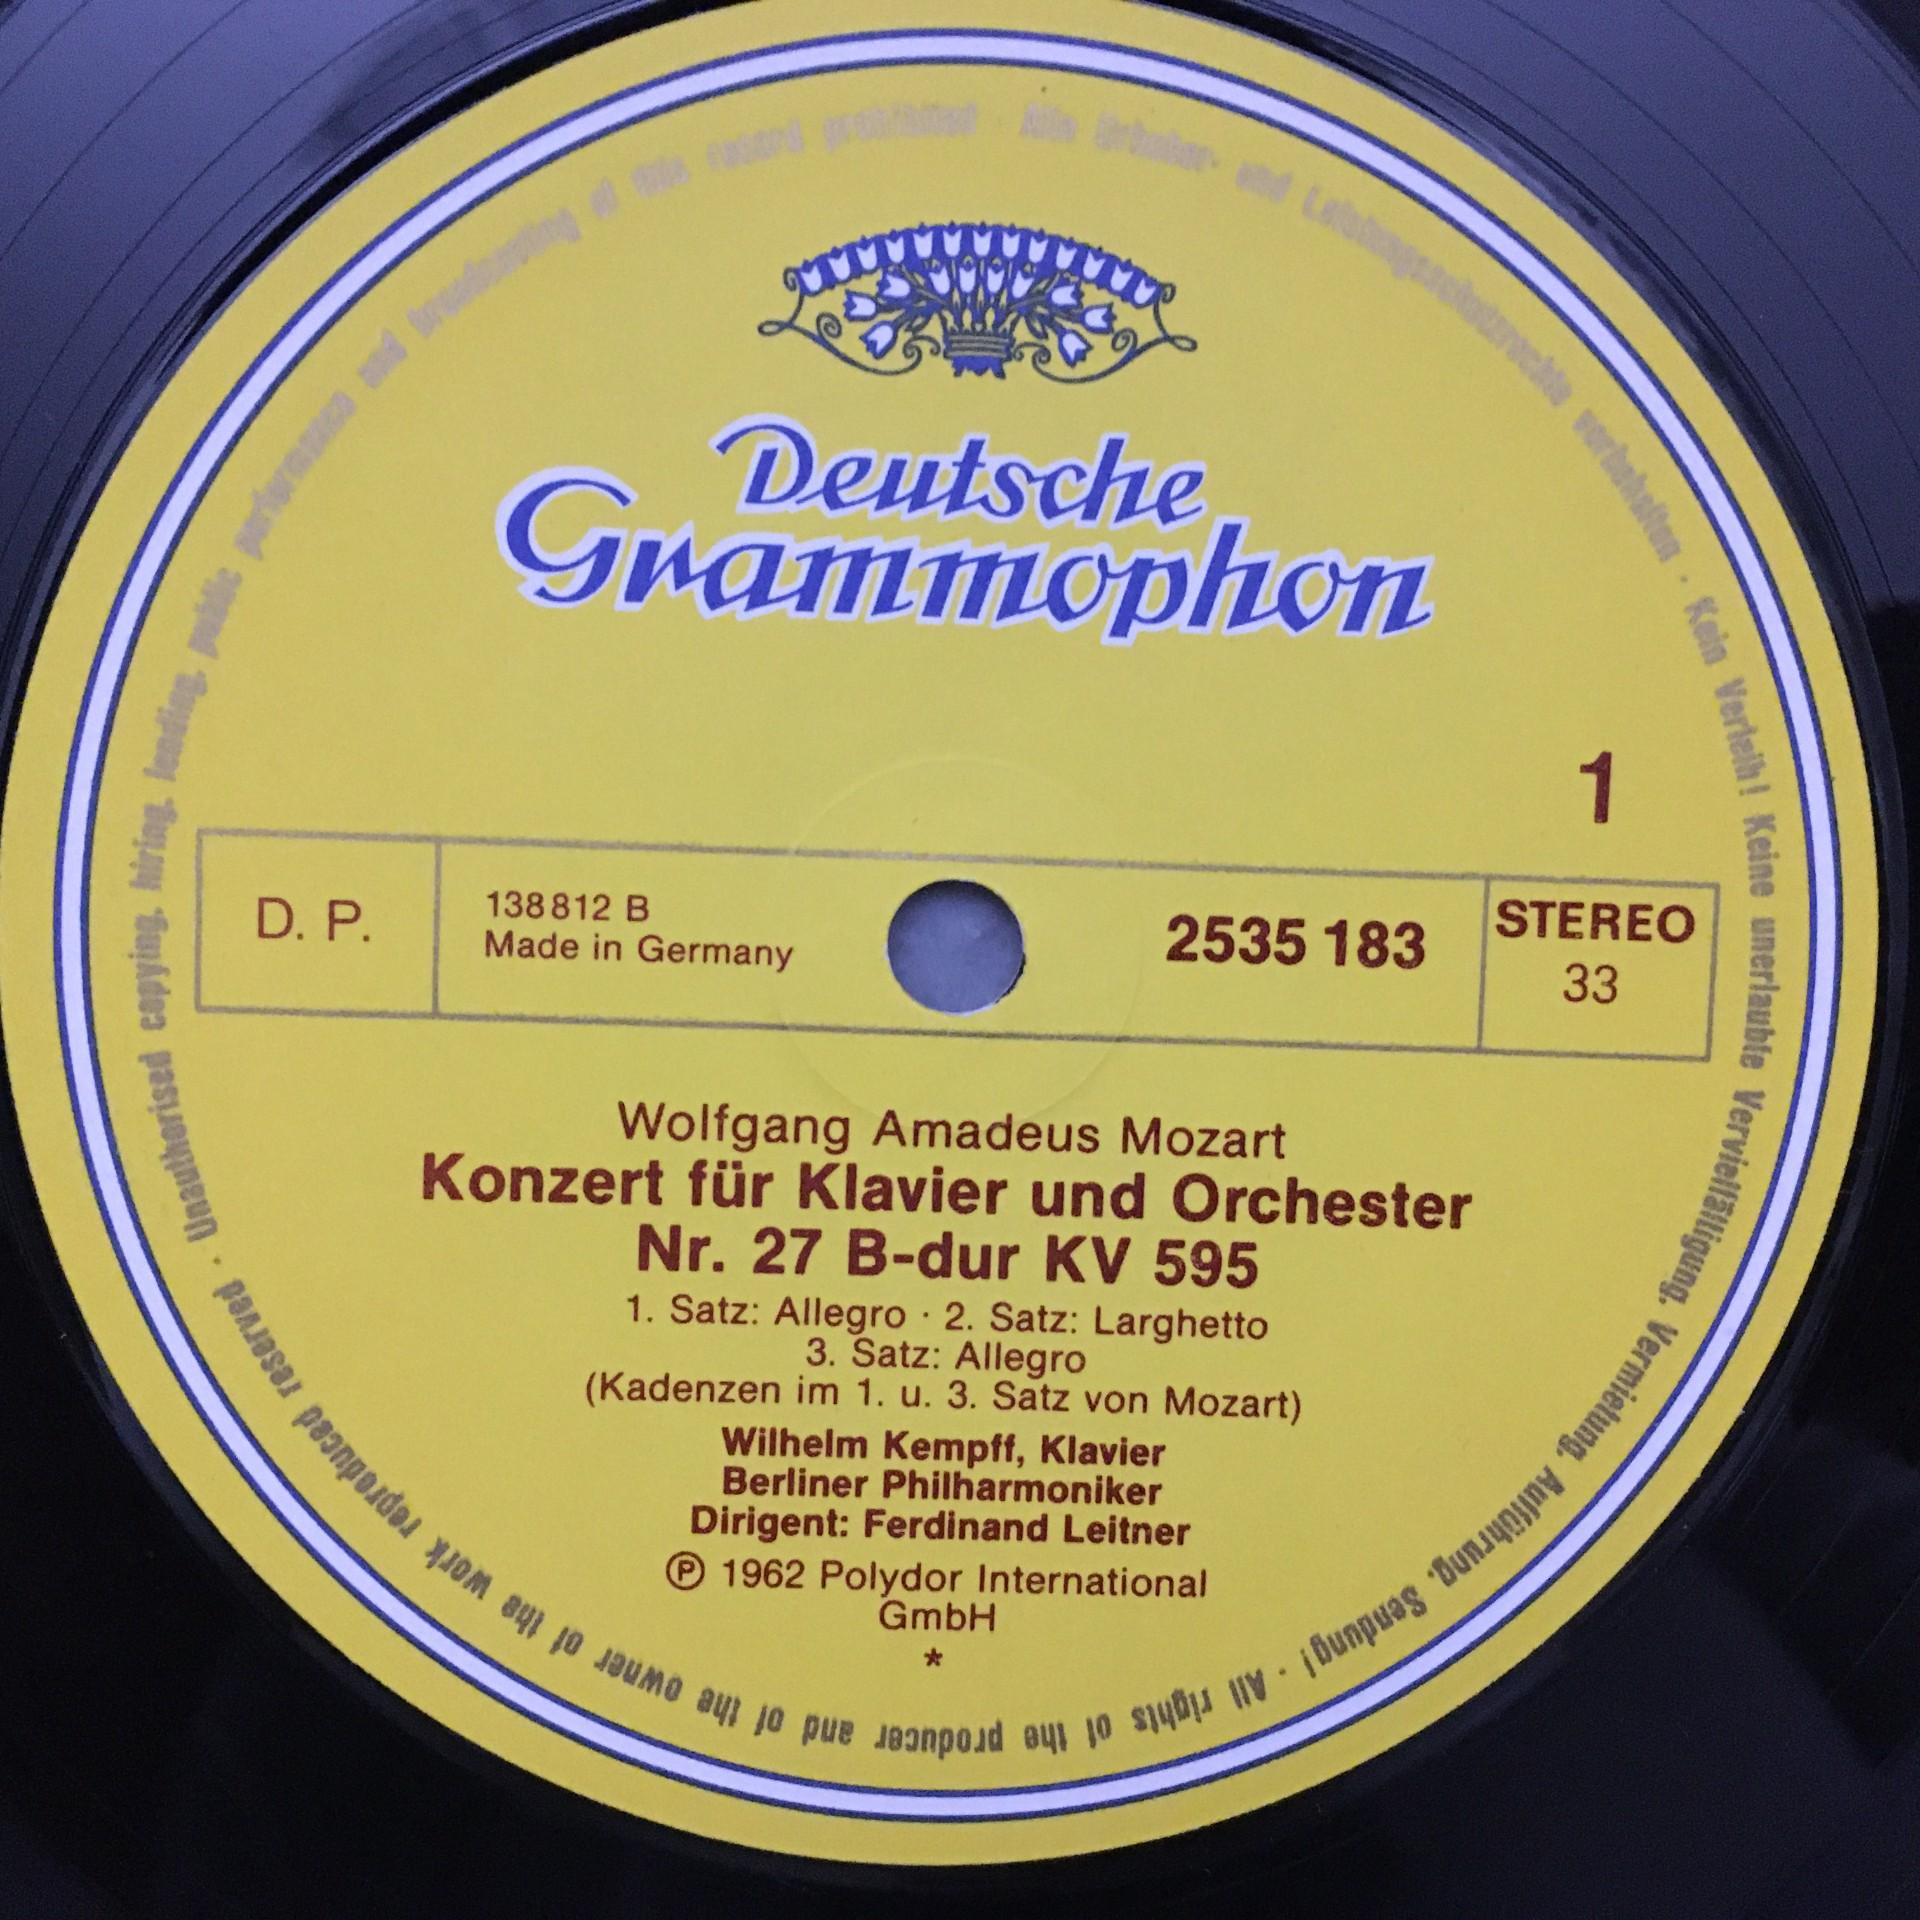 Deutsche
Grammophon
1
D. P.
138 812 B
Made in Germany
2535 183
STEREO
33
Wolfgang Amadeus Mozart
Konzert für Klavier und Orchester
Nr. 27 B-dur KV 595
1. Satz: Allegro · 2. Satz: Larghetto
3. Satz: Allegro
(Kadenzen im 1. u. 3. Satz von Mozart)
Wilhelm Kempff, Klavier
Berliner Philharmoniker
Dirigent: Ferdinand Leitner
Ⓟ 1962 Polydor International
GmbH
*
Alle Urheber- und Leistungsschutzrechte vorbehalten · Kein Verleih! Keine unerlaubte Vervielfältigung, Vermietung, Aufführung, Sendung! · All rights of the producer and of the owner of the work reproduced reserved · Unauthorised copying, hiring, lending, public performance and broadcasting of this record prohibited